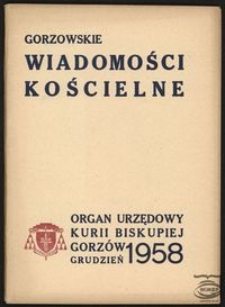 GORZOWSKIE
WIADOMOŚCI
KOŚCIELNE
ORGAN URZĘDOWY
KURII BISKUPIEJ
GORZÓW
GRUDZIEŃ 1958